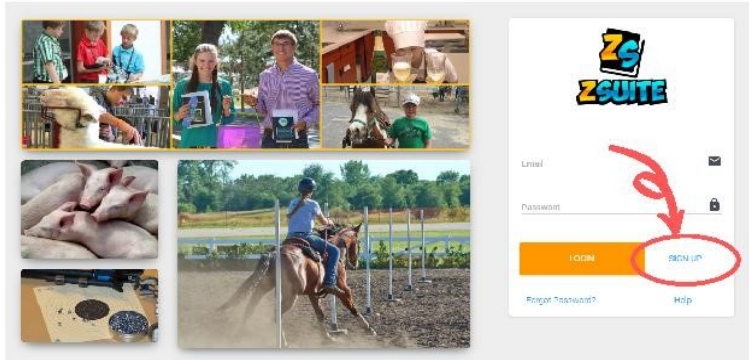 ZS
ZSUITE
Email
Password
LOGIN
SIGN UP
Forgot Password?
Help